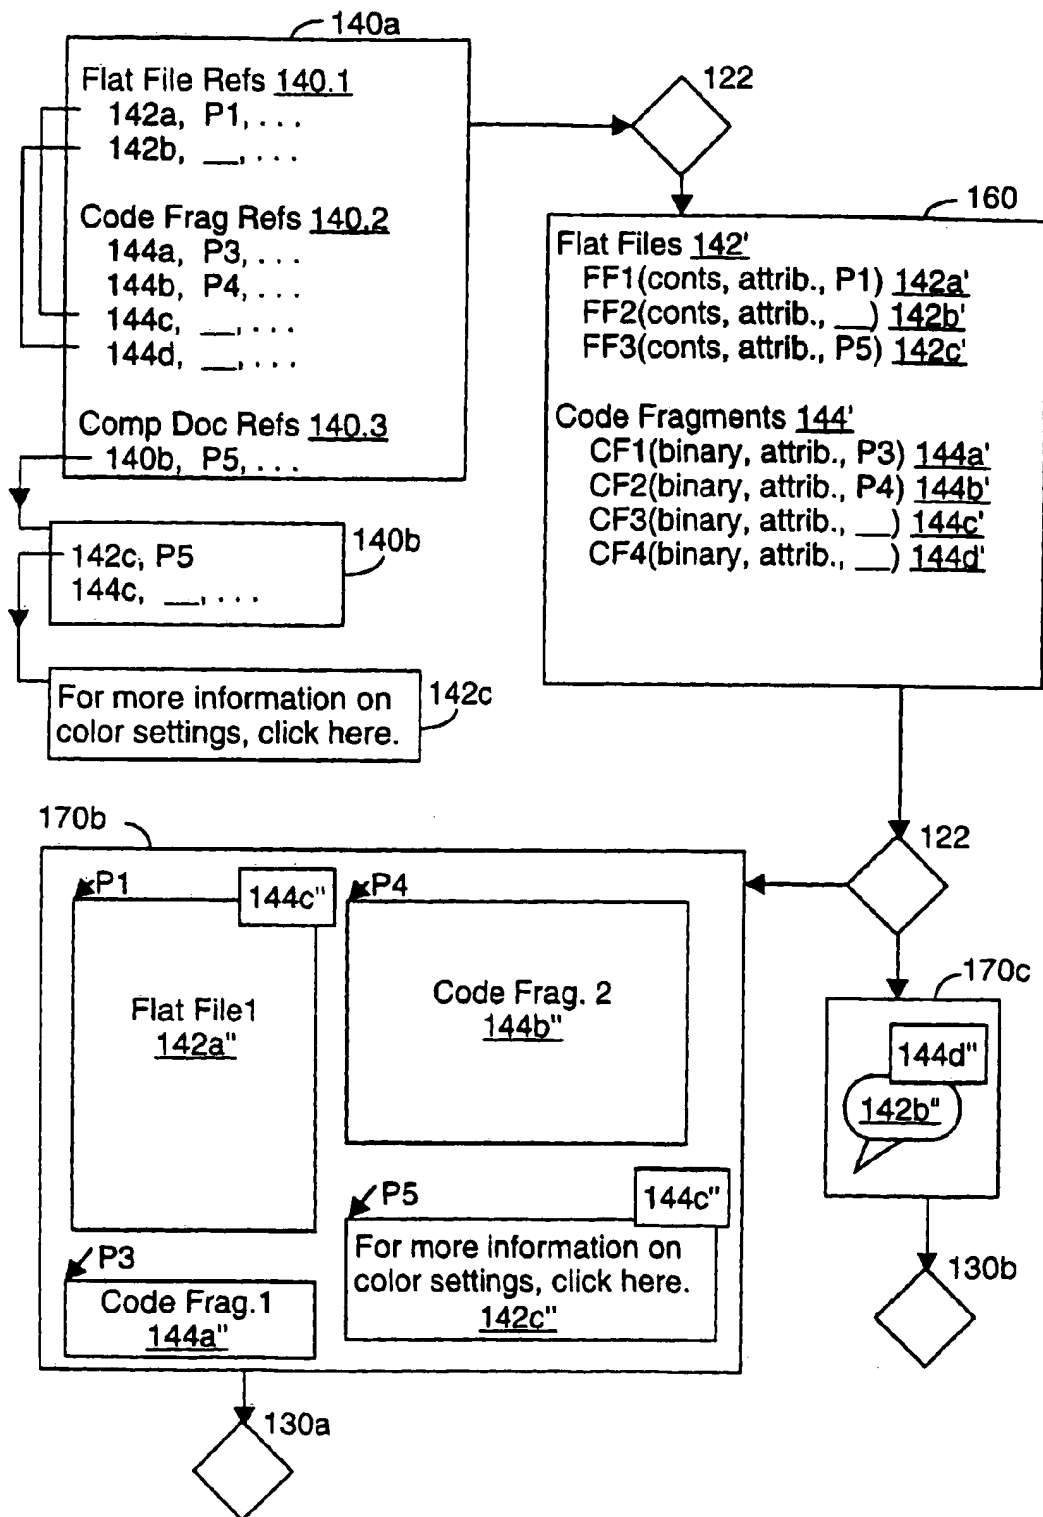 140a
Flat File Refs 140.1
142a, P1, . . .
142b, __, . . .
Code Frag Refs 140.2
144a, P3, . . .
144b, P4, . . .
144c, __, . . .
144d, __, . . .
Comp Doc Refs 140.3
140b, P5, . . .
122
160
Flat Files 142'
FF1(conts, attrib., P1) 142a'
FF2(conts, attrib., __) 142b'
FF3(conts, attrib., P5) 142c'
Code Fragments 144'
CF1(binary, attrib., P3) 144a'
CF2(binary, attrib., P4) 144b'
CF3(binary, attrib., __) 144c'
CF4(binary, attrib., __) 144d'
140b
142c, P5
144c, __, . . .
142c
For more information on
color settings, click here.
122
170b
P1
144c"
Flat File1
142a"
P4
Code Frag. 2
144b"
P3
Code Frag.1
144a"
P5
144c"
For more information on
color settings, click here.
142c"
170c
144d"
142b"
130b
130a